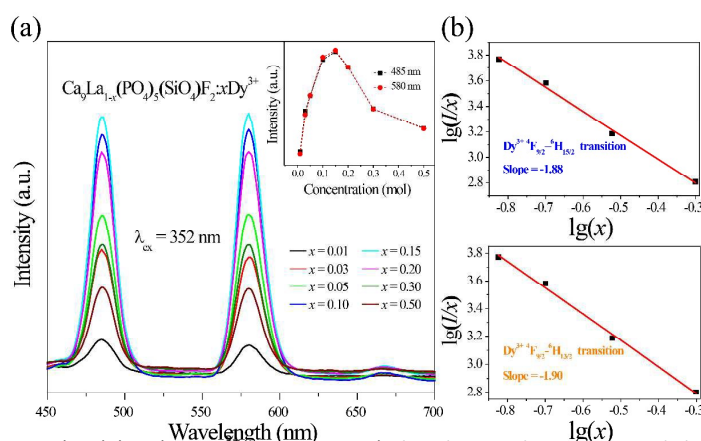 (a)
Ca9La1-x(PO4)5(SiO4)F2:xDy3+
485 nm
580 nm
Intensity (a.u.)
0.0 0.1 0.2 0.3 0.4 0.5
Concentration (mol)
λex = 352 nm
x = 0.01
x = 0.03
x = 0.05
x = 0.10
x = 0.15
x = 0.20
x = 0.30
x = 0.50
Intensity (a.u.)
450 500 550 600 650 700
Wavelength (nm)
(b)
lg(I/x)
4.0
3.8
3.6
3.4
3.2
3.0
2.8
2.6
Dy3+ 4F9/2–6H15/2 transition
Slope = -1.88
-0.8 -0.7 -0.6 -0.5 -0.4 -0.3
lg(x)
lg(I/x)
3.8
3.6
3.4
3.2
3.0
2.8
Dy3+ 4F9/2–6H13/2 transition
Slope = -1.90
-0.8 -0.7 -0.6 -0.5 -0.4 -0.3
lg(x)